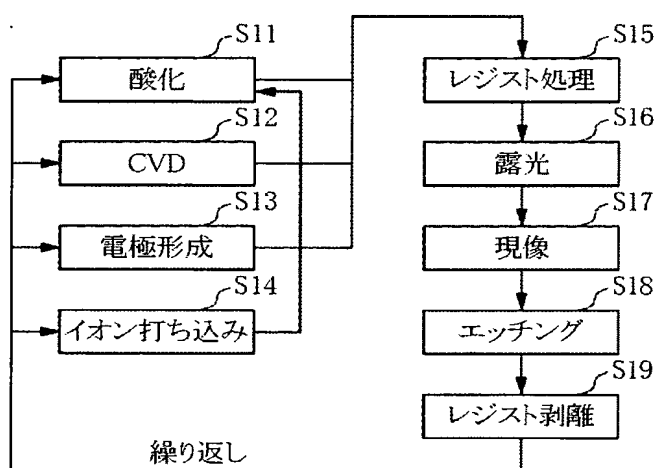 S11
酸化
S12
CVD
S13
電極形成
S14
イオン打ち込み
繰り返し
S15
レジスト処理
S16
露光
S17
現像
S18
エッチング
S19
レジスト剥離